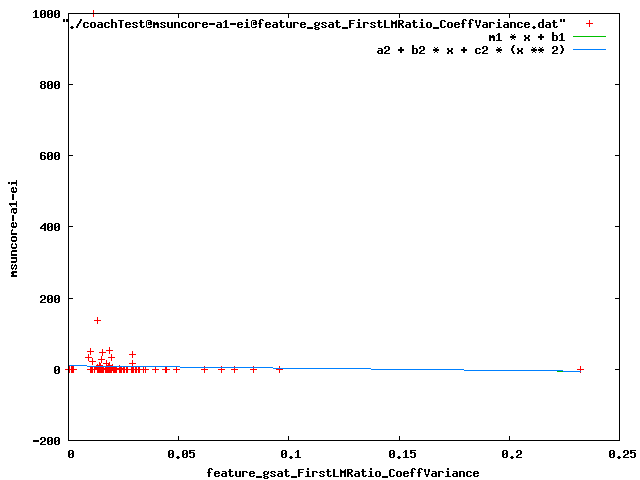 1000
"./coachTest@msuncore-a1-ei@feature_gsat_FirstLMRatio_CoeffVariance.dat"
m1 * x + b1
a2 + b2 * x + c2 * (x ** 2)
800
600
400
200
0
-200
msuncore-a1-ei
0 0.05 0.1 0.15 0.2 0.25
feature_gsat_FirstLMRatio_CoeffVariance